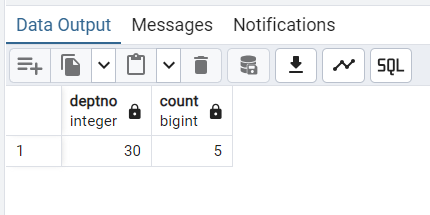 Data Output Messages Notifications
SQL
deptno count
integer bigint
1 30 5